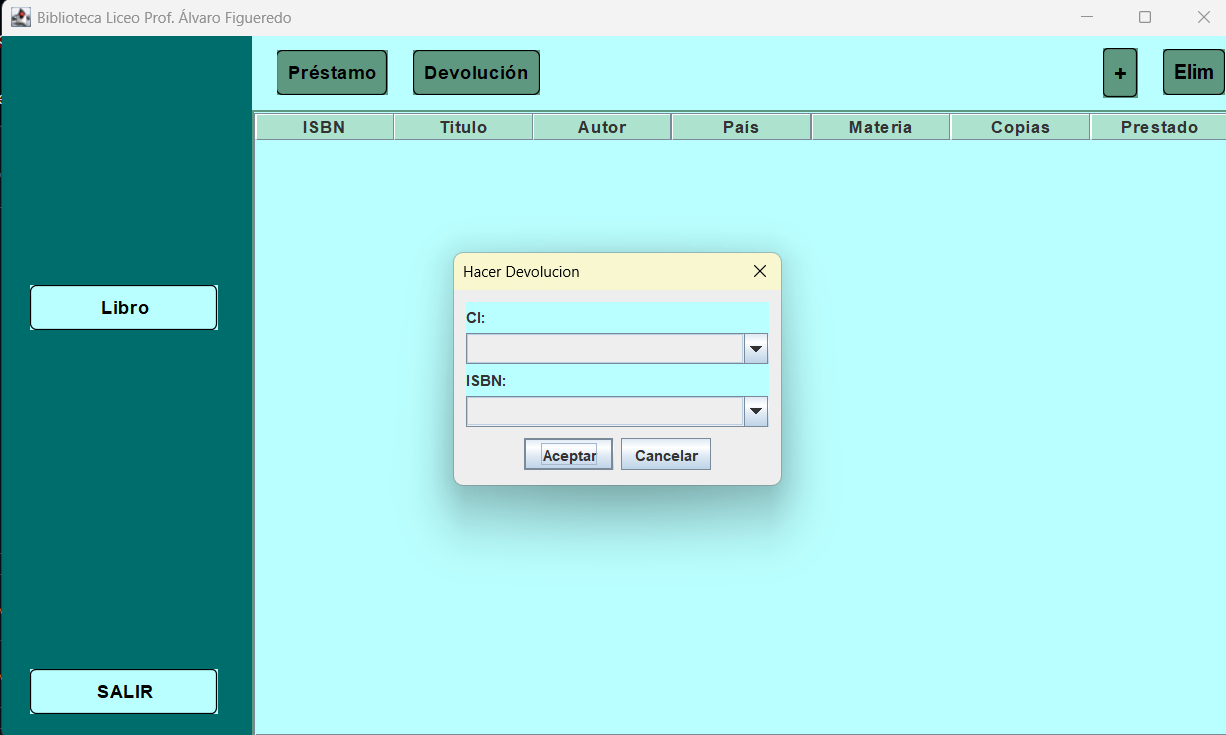 Biblioteca Liceo Prof. Álvaro Figueredo
Préstamo Devolución + Elim
ISBN Titulo Autor País Materia Copias Prestado
Hacer Devolucion
CI:
Libro
ISBN:
Aceptar Cancelar
SALIR